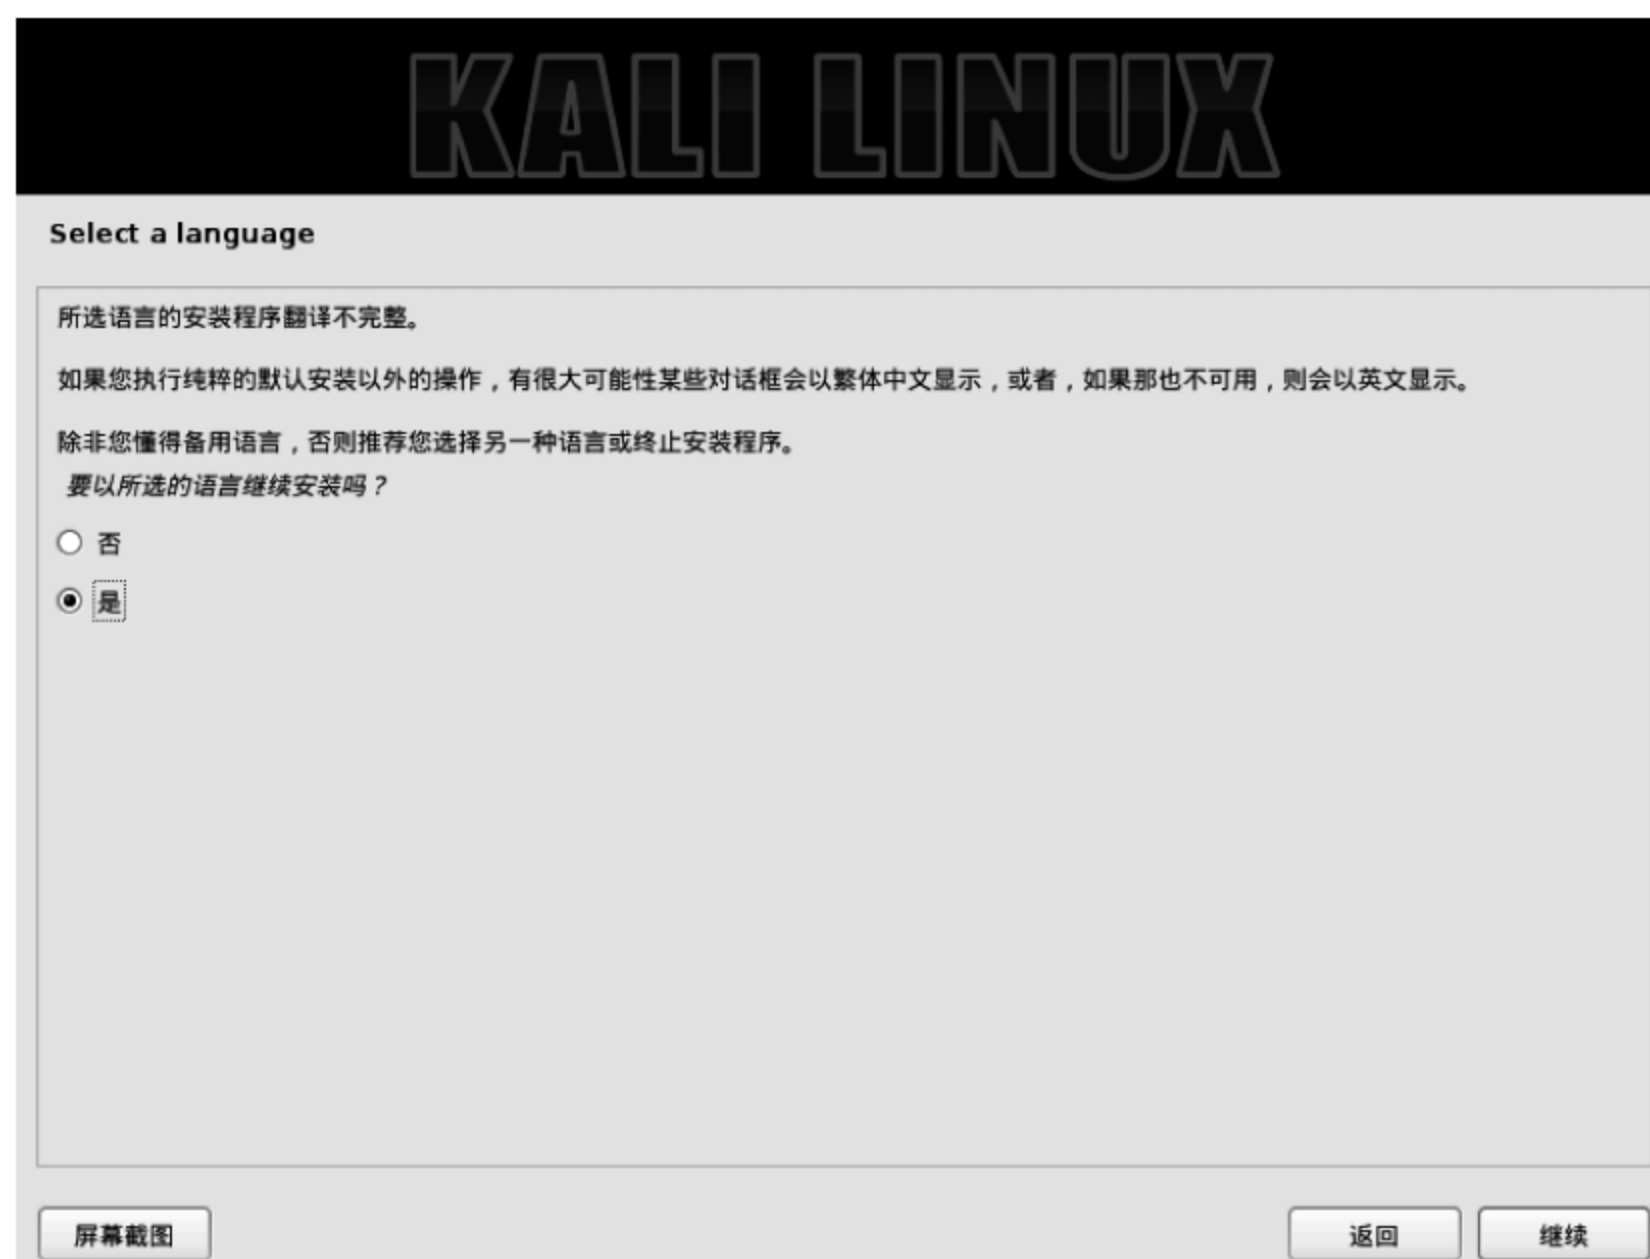 KALI LINUX
Select a language
所选语言的安装程序翻译不完整。
如果您执行纯粹的默认安装以外的操作，有很大可能性某些对话框会以繁体中文显示，或者，如果那也不可用，则会以英文显示。
除非您懂得备用语言，否则推荐您选择另一种语言或终止安装程序。
要以所选的语言继续安装吗？
否
是
屏幕截图
返回
继续